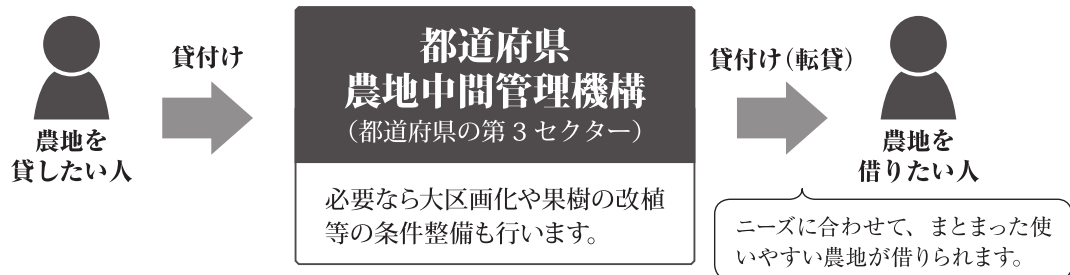 農地を
貸したい人
貸付け
都道府県
農地中間管理機構
（都道府県の第3セクター）
必要なら大区画化や果樹の改植
等の条件整備も行います。
貸付け（転貸）
農地を
借りたい人
ニーズに合わせて、まとまった使
いやすい農地が借りられます。